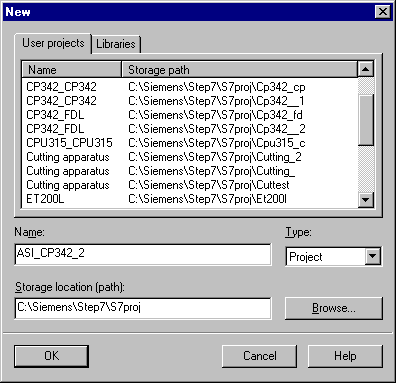 New
User projects Libraries
Name Storage path
CP342_CP342 C:\Siemens\Step7\S7proj\Cp342_cp
CP342_CP342 C:\Siemens\Step7\S7proj\Cp342__1
CP342_FDL C:\Siemens\Step7\S7proj\Cp342_fd
CP342_FDL C:\Siemens\Step7\S7proj\Cp342__2
CPU315_CPU315 C:\Siemens\Step7\S7proj\Cpu315_c
Cutting apparatus C:\Siemens\Step7\S7proj\Cutting_2
Cutting apparatus C:\Siemens\Step7\S7proj\Cutting_
Cutting apparatus C:\Siemens\Step7\S7proj\Cuttest
ET200L C:\Siemens\Step7\S7proj\Et200l
Name: Type:
ASI_CP342_2 Project
Storage location (path):
C:\Siemens\Step7\S7proj Browse...
OK Cancel Help